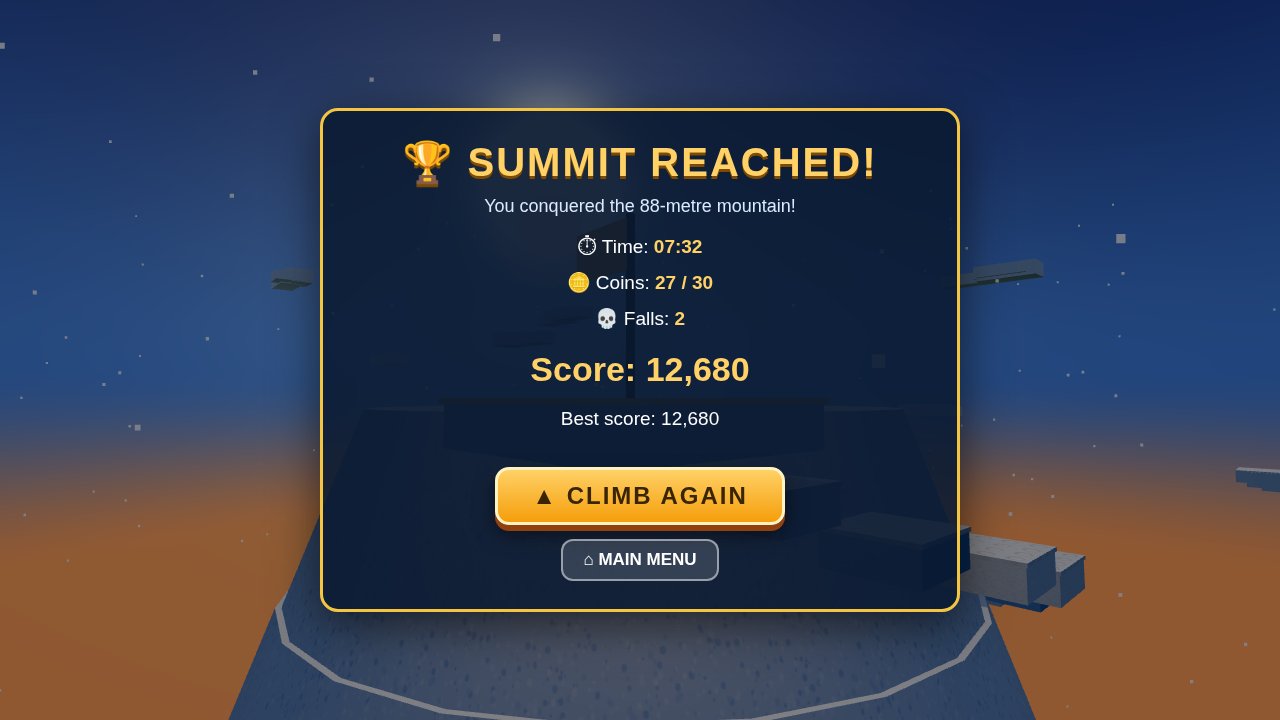 🏆 SUMMIT REACHED!
You conquered the 88-metre mountain!
⏱ Time: 07:32
🪙 Coins: 27 / 30
💀 Falls: 2
Score: 12,680
Best score: 12,680
▲ CLIMB AGAIN
⌂ MAIN MENU